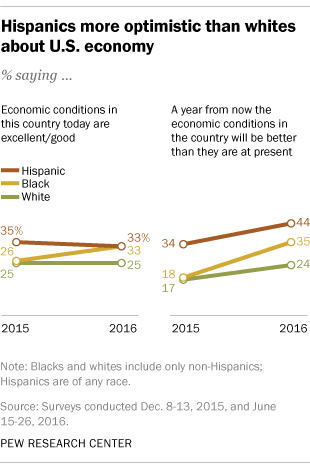 Hispanics more optimistic than whites
about U.S. economy
% saying ...
Economic conditions in
this country today are
excellent/good
Hispanic
Black
White
35%
26
25
33%
33
25
2015 2016
A year from now the
economic conditions in
the country will be better
than they are at present
34
18
17
44
35
24
2015 2016
Note: Blacks and whites include only non-Hispanics;
Hispanics are of any race.
Source: Surveys conducted Dec. 8-13, 2015, and June
15-26, 2016.
PEW RESEARCH CENTER